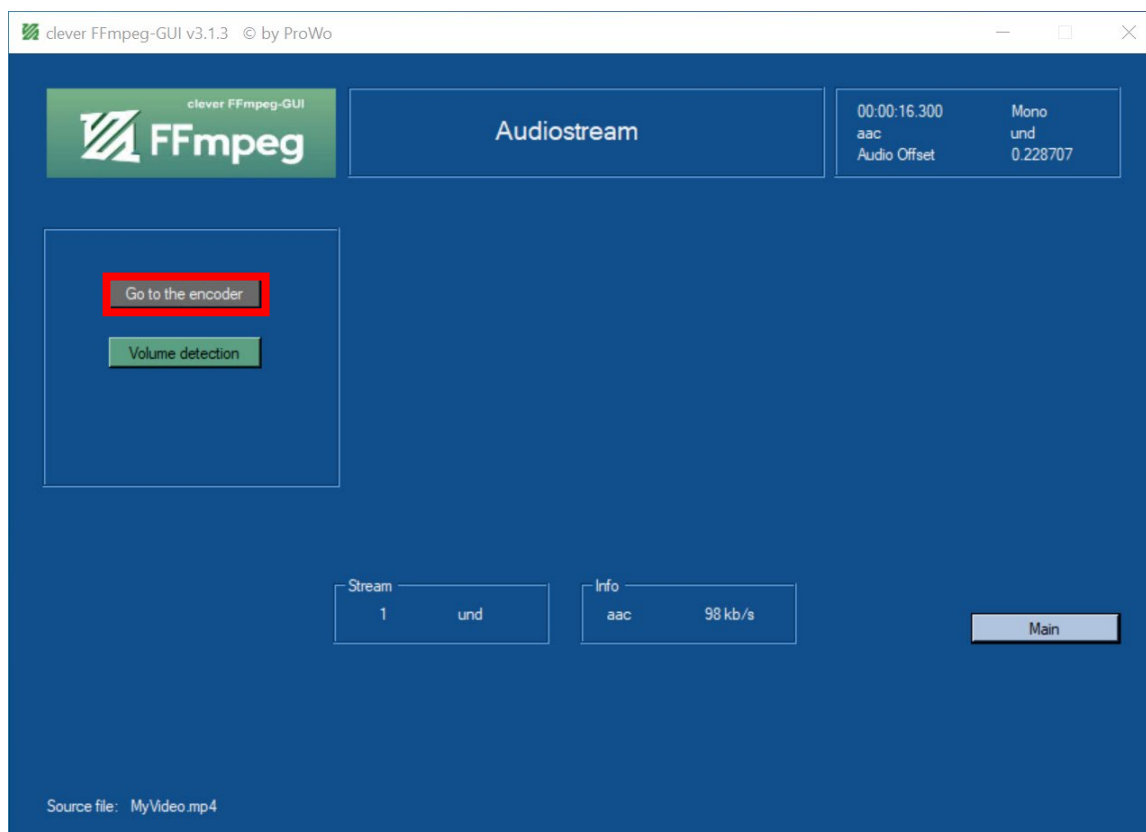 clever FFmpeg-GUI v3.1.3 © by ProWo
clever FFmpeg-GUI
FFmpeg
Audiostream
00:00:16.300 Mono
aac und
Audio Offset 0.228707
Go to the encoder
Volume detection
Stream
1 und
Info
aac 98 kb/s
Main
Source file: MyVideo.mp4